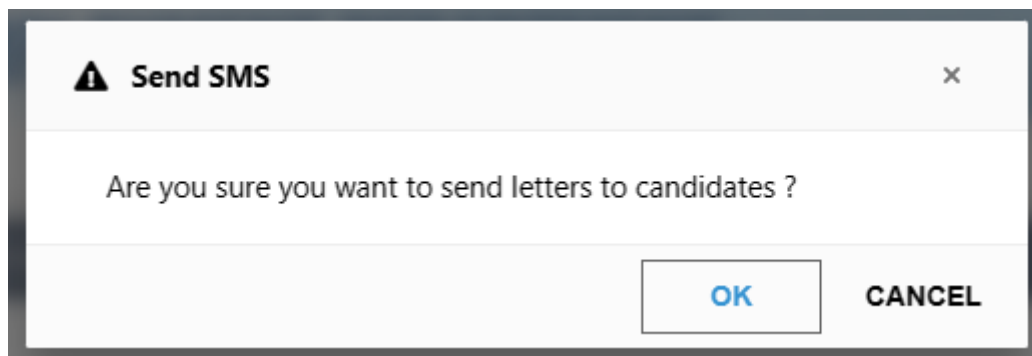 Send SMS ×
Are you sure you want to send letters to candidates ?
OK CANCEL